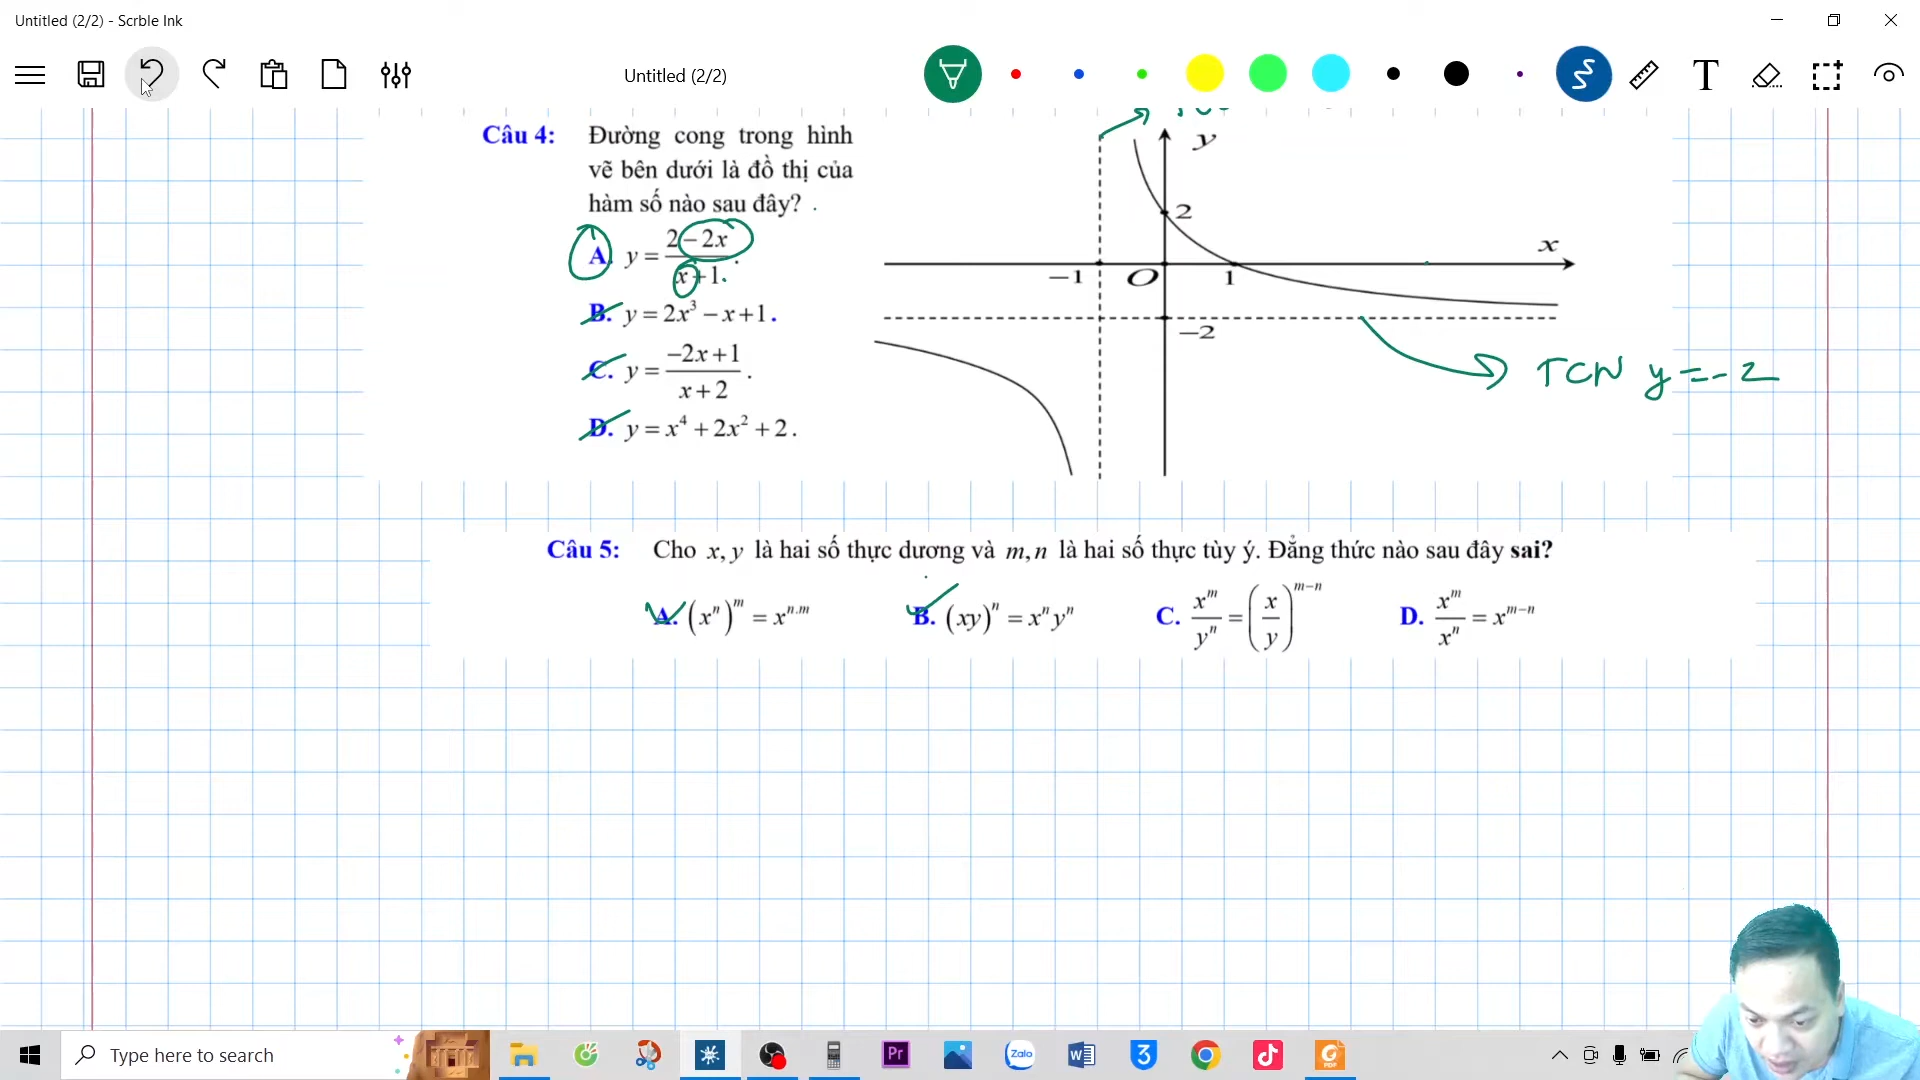 Untitled (2/2) - Scrble Ink
Untitled (2/2)
T
Câu 4: Đường cong trong hình
vẽ bên dưới là đồ thị của
hàm số nào sau đây?
A. y = (2 − 2x)/(x + 1).
B. y = 2x³ − x + 1.
C. y = (−2x + 1)/(x + 2).
D. y = x⁴ + 2x² + 2.
y
2
x
−1 O 1
−2
TCN y = -2
Câu 5: Cho x, y là hai số thực dương và m, n là hai số thực tùy ý. Đẳng thức nào sau đây sai?
A. (xⁿ)ᵐ = xⁿ·ᵐ B. (xy)ⁿ = xⁿyⁿ C. xᵐ/yⁿ = (x/y)ᵐ⁻ⁿ D. xᵐ/xⁿ = xᵐ⁻ⁿ
Type here to search
Pr
Zalo